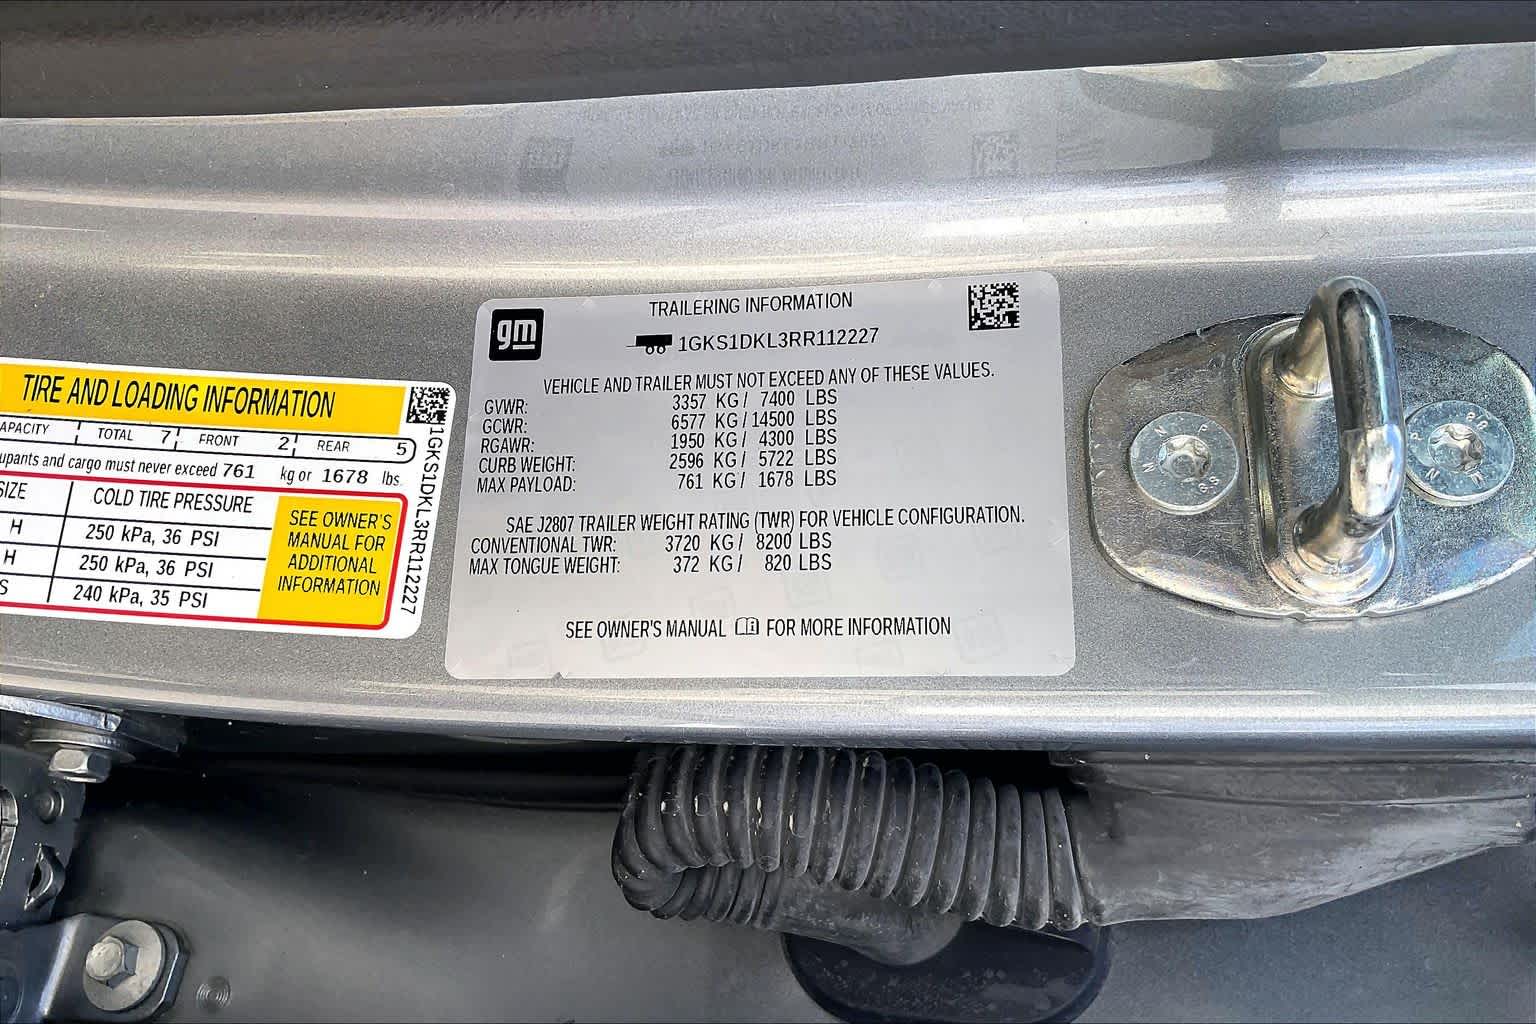 TIRE AND LOADING INFORMATION
APACITY TOTAL 7 FRONT 2 REAR 5
upants and cargo must never exceed 761 kg or 1678 lbs.
SIZE COLD TIRE PRESSURE
H 250 kPa, 36 PSI
H 250 kPa, 36 PSI
S 240 kPa, 35 PSI
SEE OWNER'S
MANUAL FOR
ADDITIONAL
INFORMATION
1GKS1DKL3RR112227
gm
TRAILERING INFORMATION
1GKS1DKL3RR112227
VEHICLE AND TRAILER MUST NOT EXCEED ANY OF THESE VALUES.
GVWR: 3357 KG/ 7400 LBS
GCWR: 6577 KG/14500 LBS
RGAWR: 1950 KG/ 4300 LBS
CURB WEIGHT: 2596 KG/ 5722 LBS
MAX PAYLOAD: 761 KG/ 1678 LBS
SAE J2807 TRAILER WEIGHT RATING (TWR) FOR VEHICLE CONFIGURATION.
CONVENTIONAL TWR: 3720 KG/ 8200 LBS
MAX TONGUE WEIGHT: 372 KG/ 820 LBS
SEE OWNER'S MANUAL FOR MORE INFORMATION